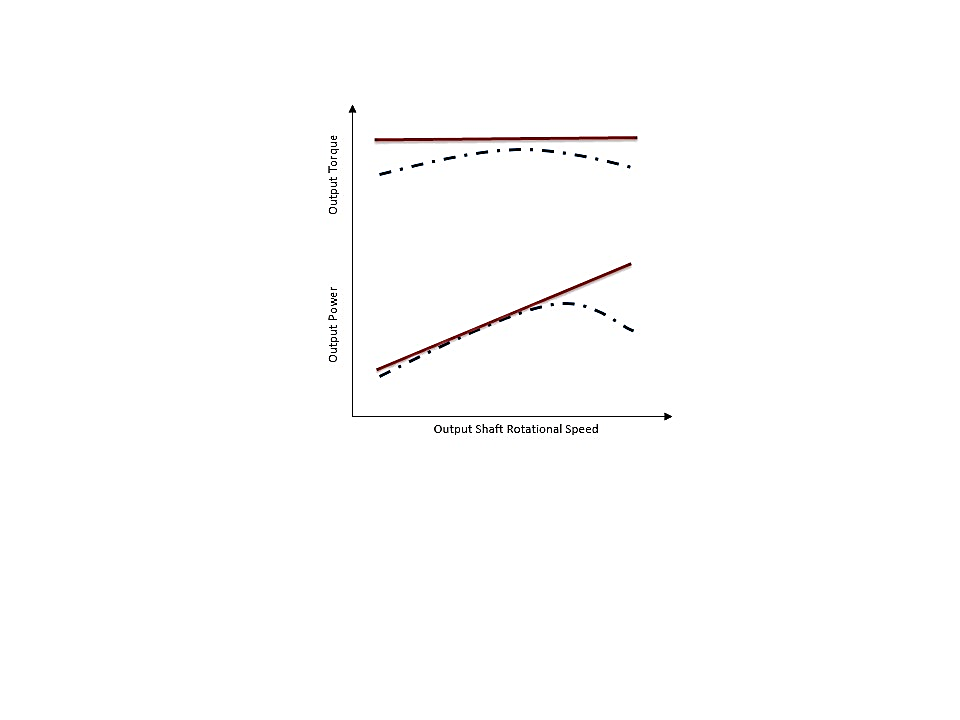 Output Torque
Output Power
Output Shaft Rotational Speed